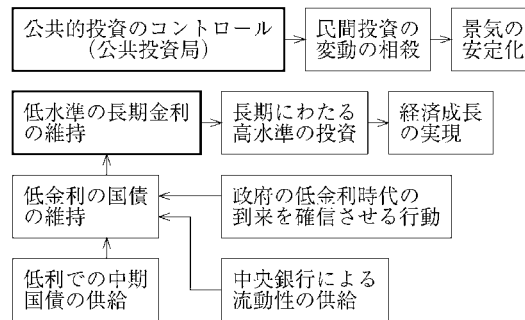 公共的投資のコントロール
(公共投資局)
民間投資の
変動の相殺
景気の
安定化
低水準の長期金利
の維持
長期にわたる
高水準の投資
経済成長
の実現
低金利の国債
の維持
政府の低金利時代の
到来を確信させる行動
低利での中期
国債の供給
中央銀行による
流動性の供給